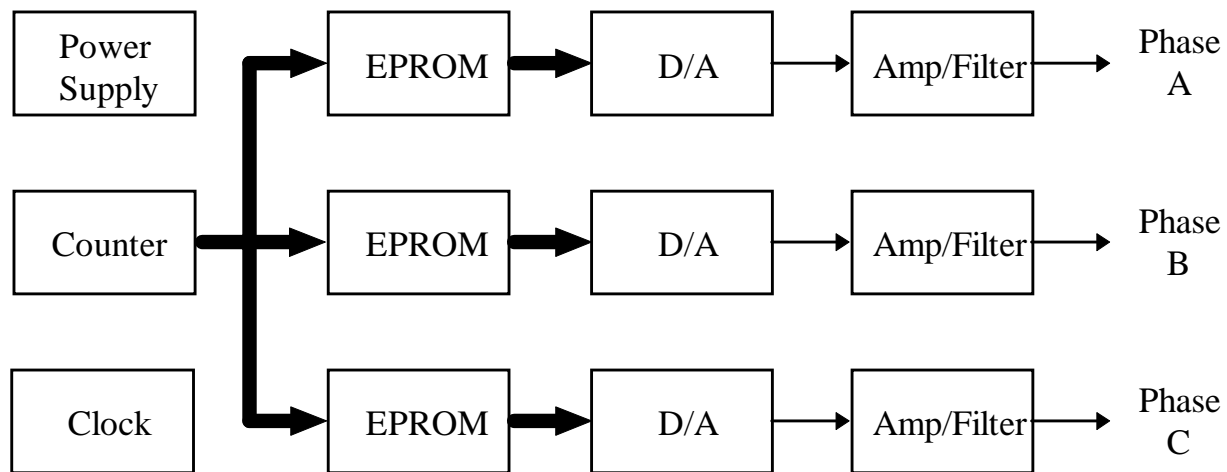 Power
Supply
EPROM
D/A
Amp/Filter
Phase
A
Counter
EPROM
D/A
Amp/Filter
Phase
B
Clock
EPROM
D/A
Amp/Filter
Phase
C